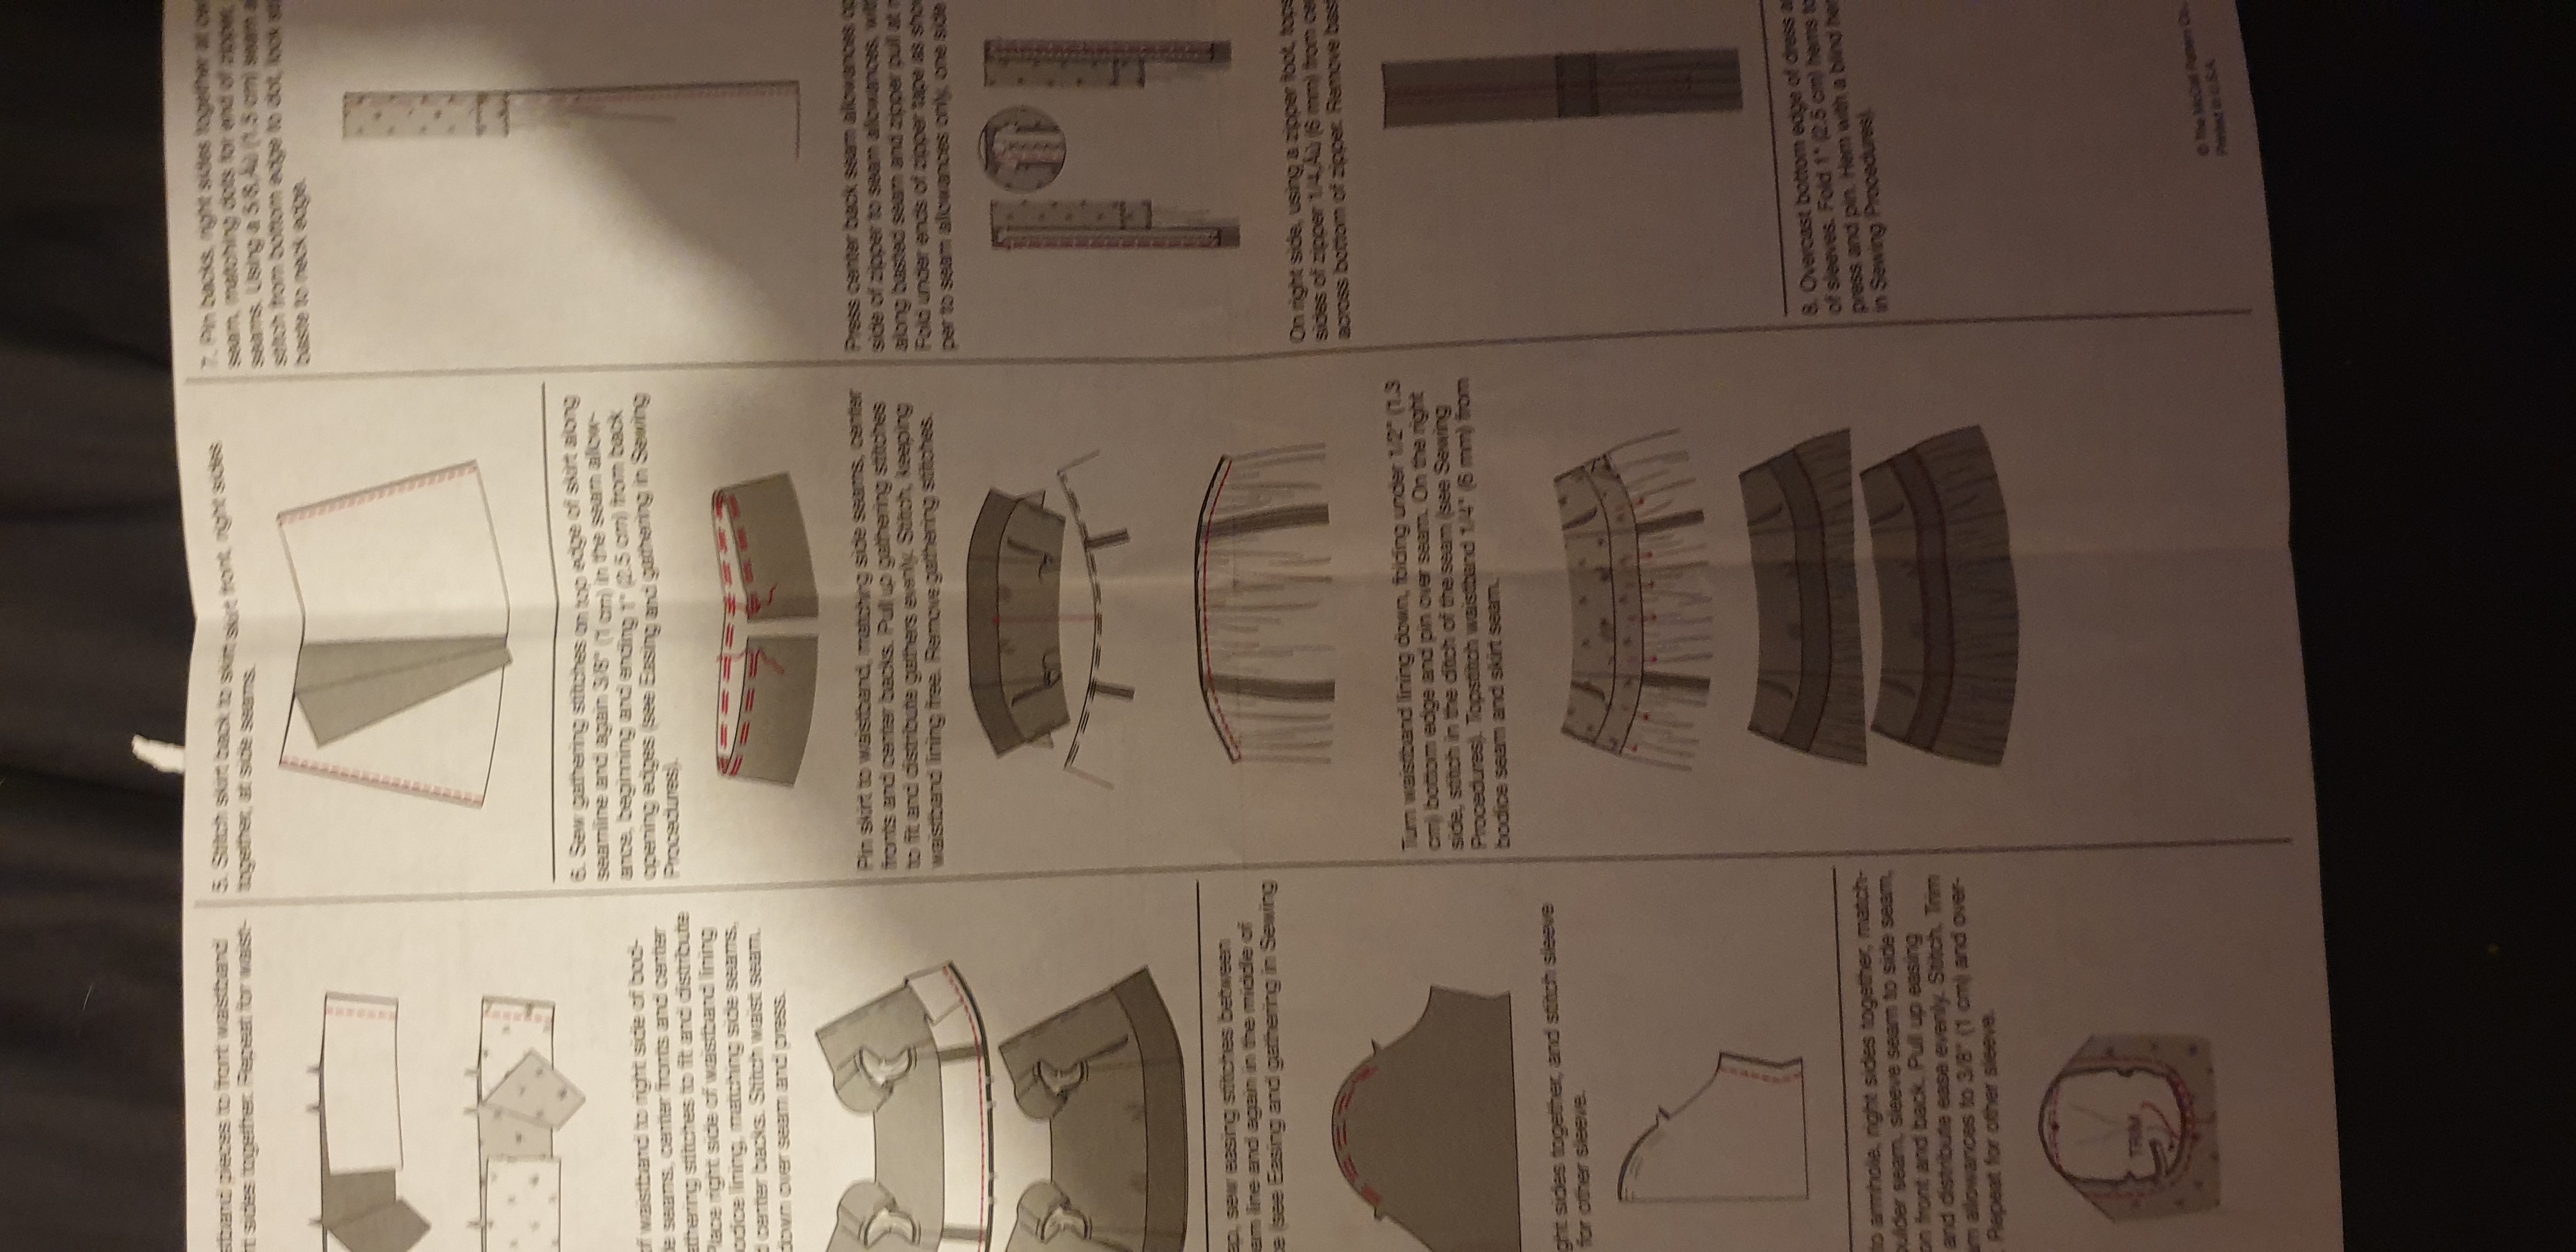 stband pieces to front waistband
t sides together. Repeat for waist-
of waistband to right side of bod-
e seams, center fronts and center
athering stitches to fit and distribute
Place right side of waistband lining
odice lining, matching side seams,
d center backs. Stitch waist seam.
down over seam and press.
ap, sew easing stitches between
am line and again in the middle of
e (see Easing and gathering in Sewing
ght sides together, and stitch sleeve
for other sleeve.
to armhole, right sides together, match-
oulder seam, sleeve seam to side seam,
on front and back. Pull up easing
and distribute ease evenly. Stitch. Trim
am allowances to 3/8" (1 cm) and over-
. Repeat for other sleeve.
TRIM
5. Stitch skirt back to skirt skirt front, right sides
together, at side seams.
6. Sew gathering stitches on top edge of skirt along
seamline and again 3/8" (1 cm) in the seam allow-
ance, beginning and ending 1" (2.5 cm) from back
opening edges (see Easing and gathering in Sewing
Procedures).
Pin skirt to waistband, matching side seams, center
fronts and center backs. Pull up gathering stitches
to fit and distribute gathers evenly. Stitch, keeping
waistband lining free. Remove gathering stitches.
Turn waistband lining down, folding under 1/2" (1.3
cm) bottom edge and pin over seam. On the right
side, stitch in the ditch of the seam (see Sewing
Procedures). Topstitch waistband 1/4" (6 mm) from
bodice seam and skirt seam.
7. Pin backs, right sides together at ce
seam, matching dots for end of zipper,
seams. Using a 5/8‚Äù (1.5 cm) seam a
stitch from bottom edge to dot, lock sti
baste to neck edge.
Press center back seam allowances op
side of zipper to seam allowances, wit
along basted seam and zipper pull at n
Fold under ends of zipper tape as sho
per to seam allowances only, one side
On right side, using a zipper foot, tops
sides of zipper 1/4‚Äù (6 mm) from ce
across bottom of zipper. Remove bas
8. Overcast bottom edge of dress a
of sleeves. Fold 1" (2.5 cm) hems to
press and pin. Hem with a blind he
in Sewing Procedures).
© The McCall Pattern Co.
Printed in U.S.A.